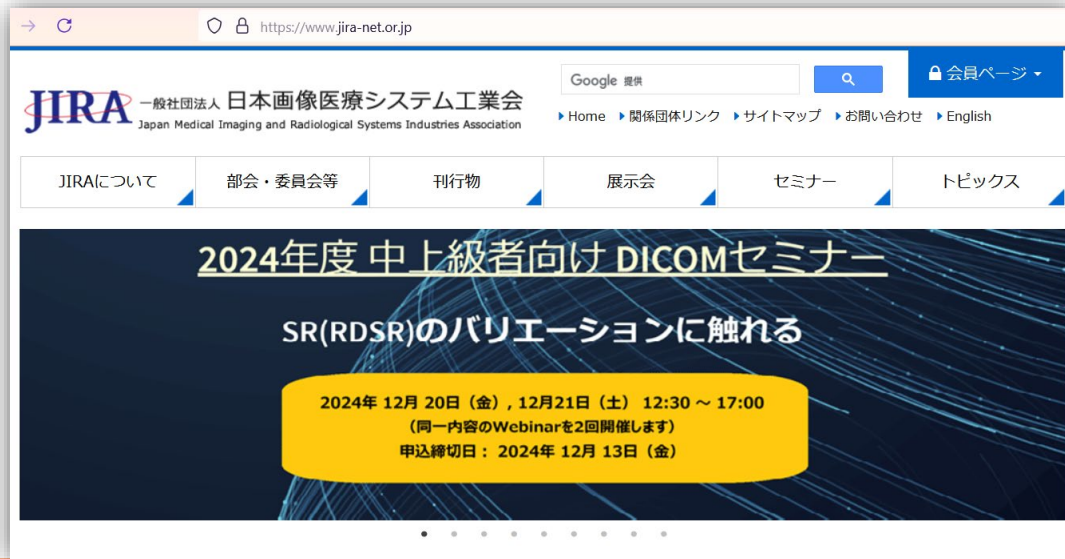 https://www.jira-net.or.jp
Google 提供
会員ページ
JIRA 一般社団法人 日本画像医療システム工業会
Japan Medical Imaging and Radiological Systems Industries Association
Home 関係団体リンク サイトマップ お問い合わせ English
JIRAについて 部会・委員会等 刊行物 展示会 セミナー トピックス
2024年度 中上級者向け DICOMセミナー
SR(RDSR)のバリエーションに触れる
2024年 12月 20日（金）, 12月21日（土） 12:30 ～ 17:00
（同一内容のWebinarを2回開催します）
申込締切日： 2024年 12月 13日（金）